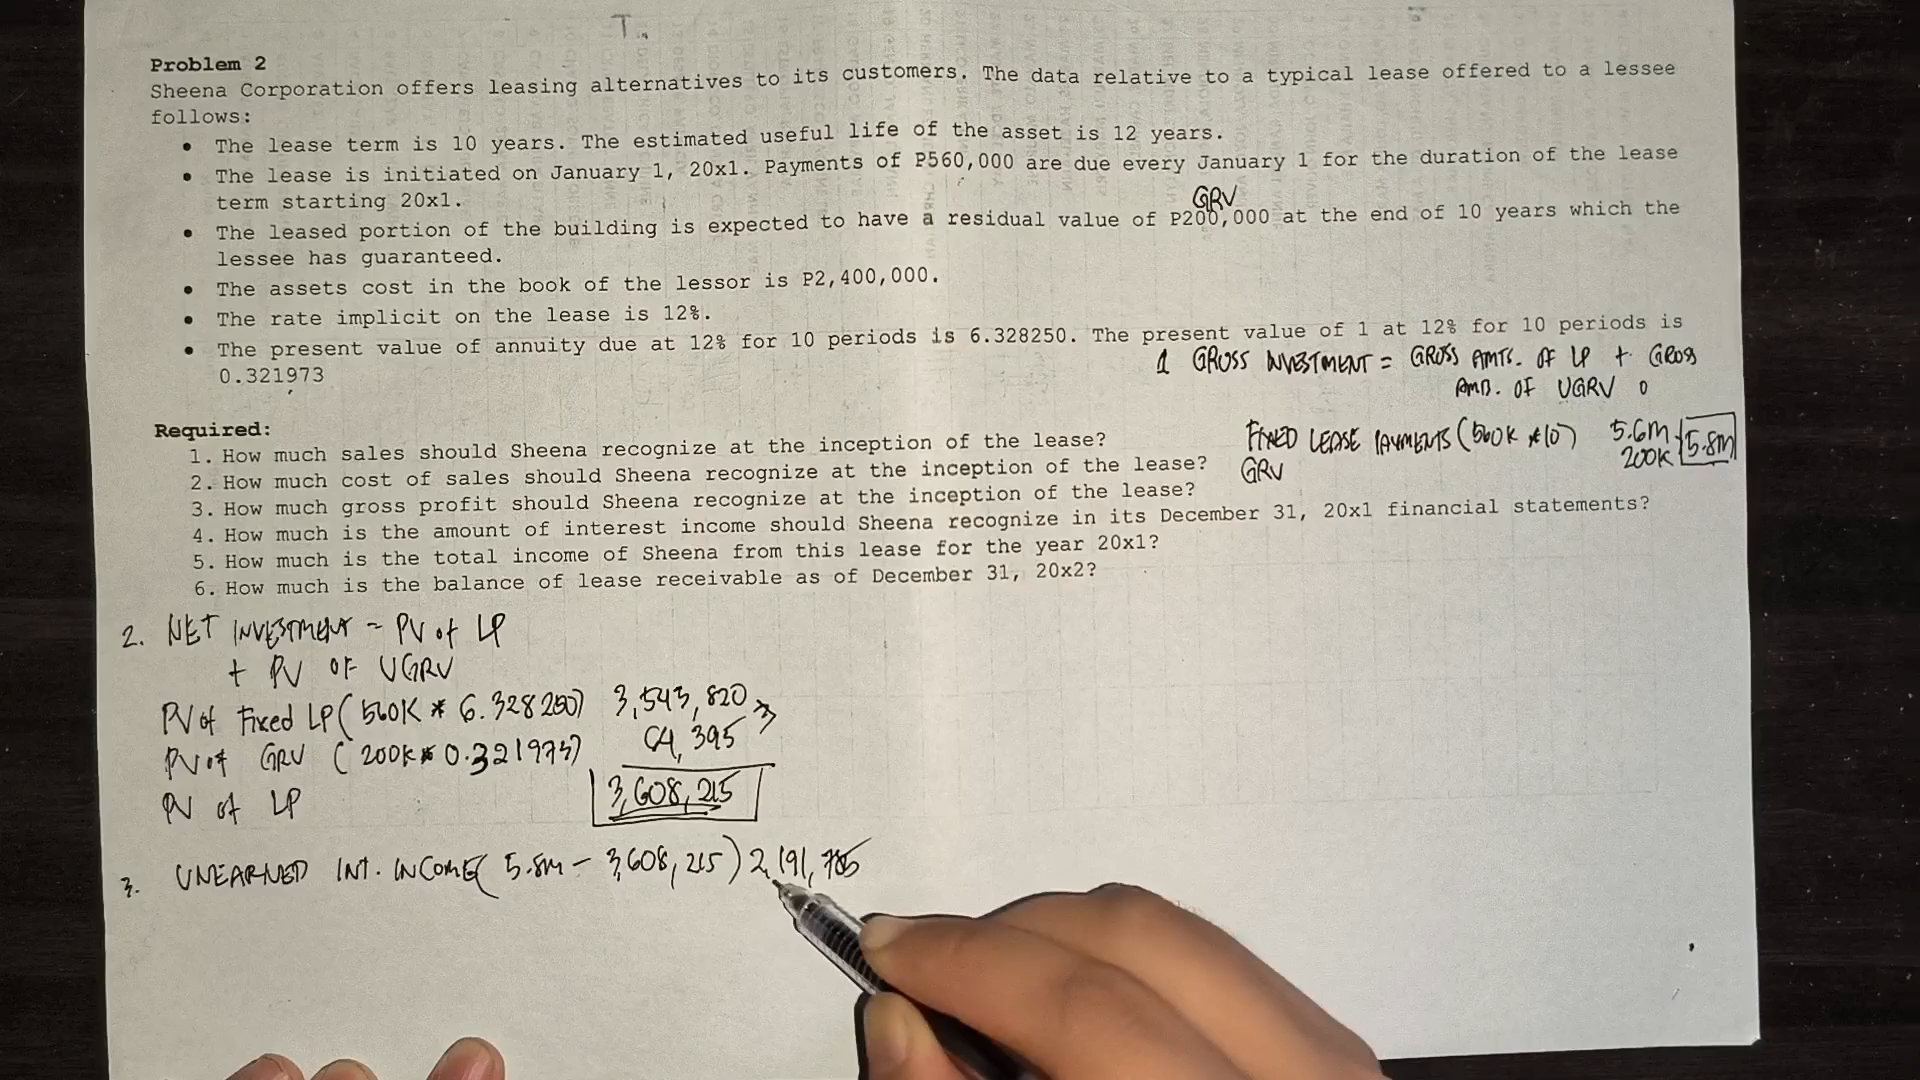 Problem 2
Sheena Corporation offers leasing alternatives to its customers. The data relative to a typical lease offered to a lessee
follows:
• The lease term is 10 years. The estimated useful life of the asset is 12 years.
• The lease is initiated on January 1, 20x1. Payments of P560,000 are due every January 1 for the duration of the lease
term starting 20x1.
GRV
• The leased portion of the building is expected to have a residual value of P200,000 at the end of 10 years which the
lessee has guaranteed.
• The assets cost in the book of the lessor is P2,400,000.
• The rate implicit on the lease is 12%.
• The present value of annuity due at 12% for 10 periods is 6.328250. The present value of 1 at 12% for 10 periods is
0.321973
1 GROSS INVESTMENT = GROSS AMTS. OF LP + GROSS
AMT. OF UGRV 0
FIXED LEASE PAYMENTS (560K * 10) 5.6m
GRV 200K 5.8m
Required:
1. How much sales should Sheena recognize at the inception of the lease?
2. How much cost of sales should Sheena recognize at the inception of the lease?
3. How much gross profit should Sheena recognize at the inception of the lease?
4. How much is the amount of interest income should Sheena recognize in its December 31, 20x1 financial statements?
5. How much is the total income of Sheena from this lease for the year 20x1?
6. How much is the balance of lease receivable as of December 31, 20x2?
2. NET INVESTMENT - PV of LP
+ PV OF UGRV
PV of Fixed LP (560K * 6.328250) 3,543,820
PV of GRV (200K * 0.321973) 64,395
PV of LP 3,608,215
3. UNEARNED INT. INCOME (5.8m - 3,608,215) 2,191,785